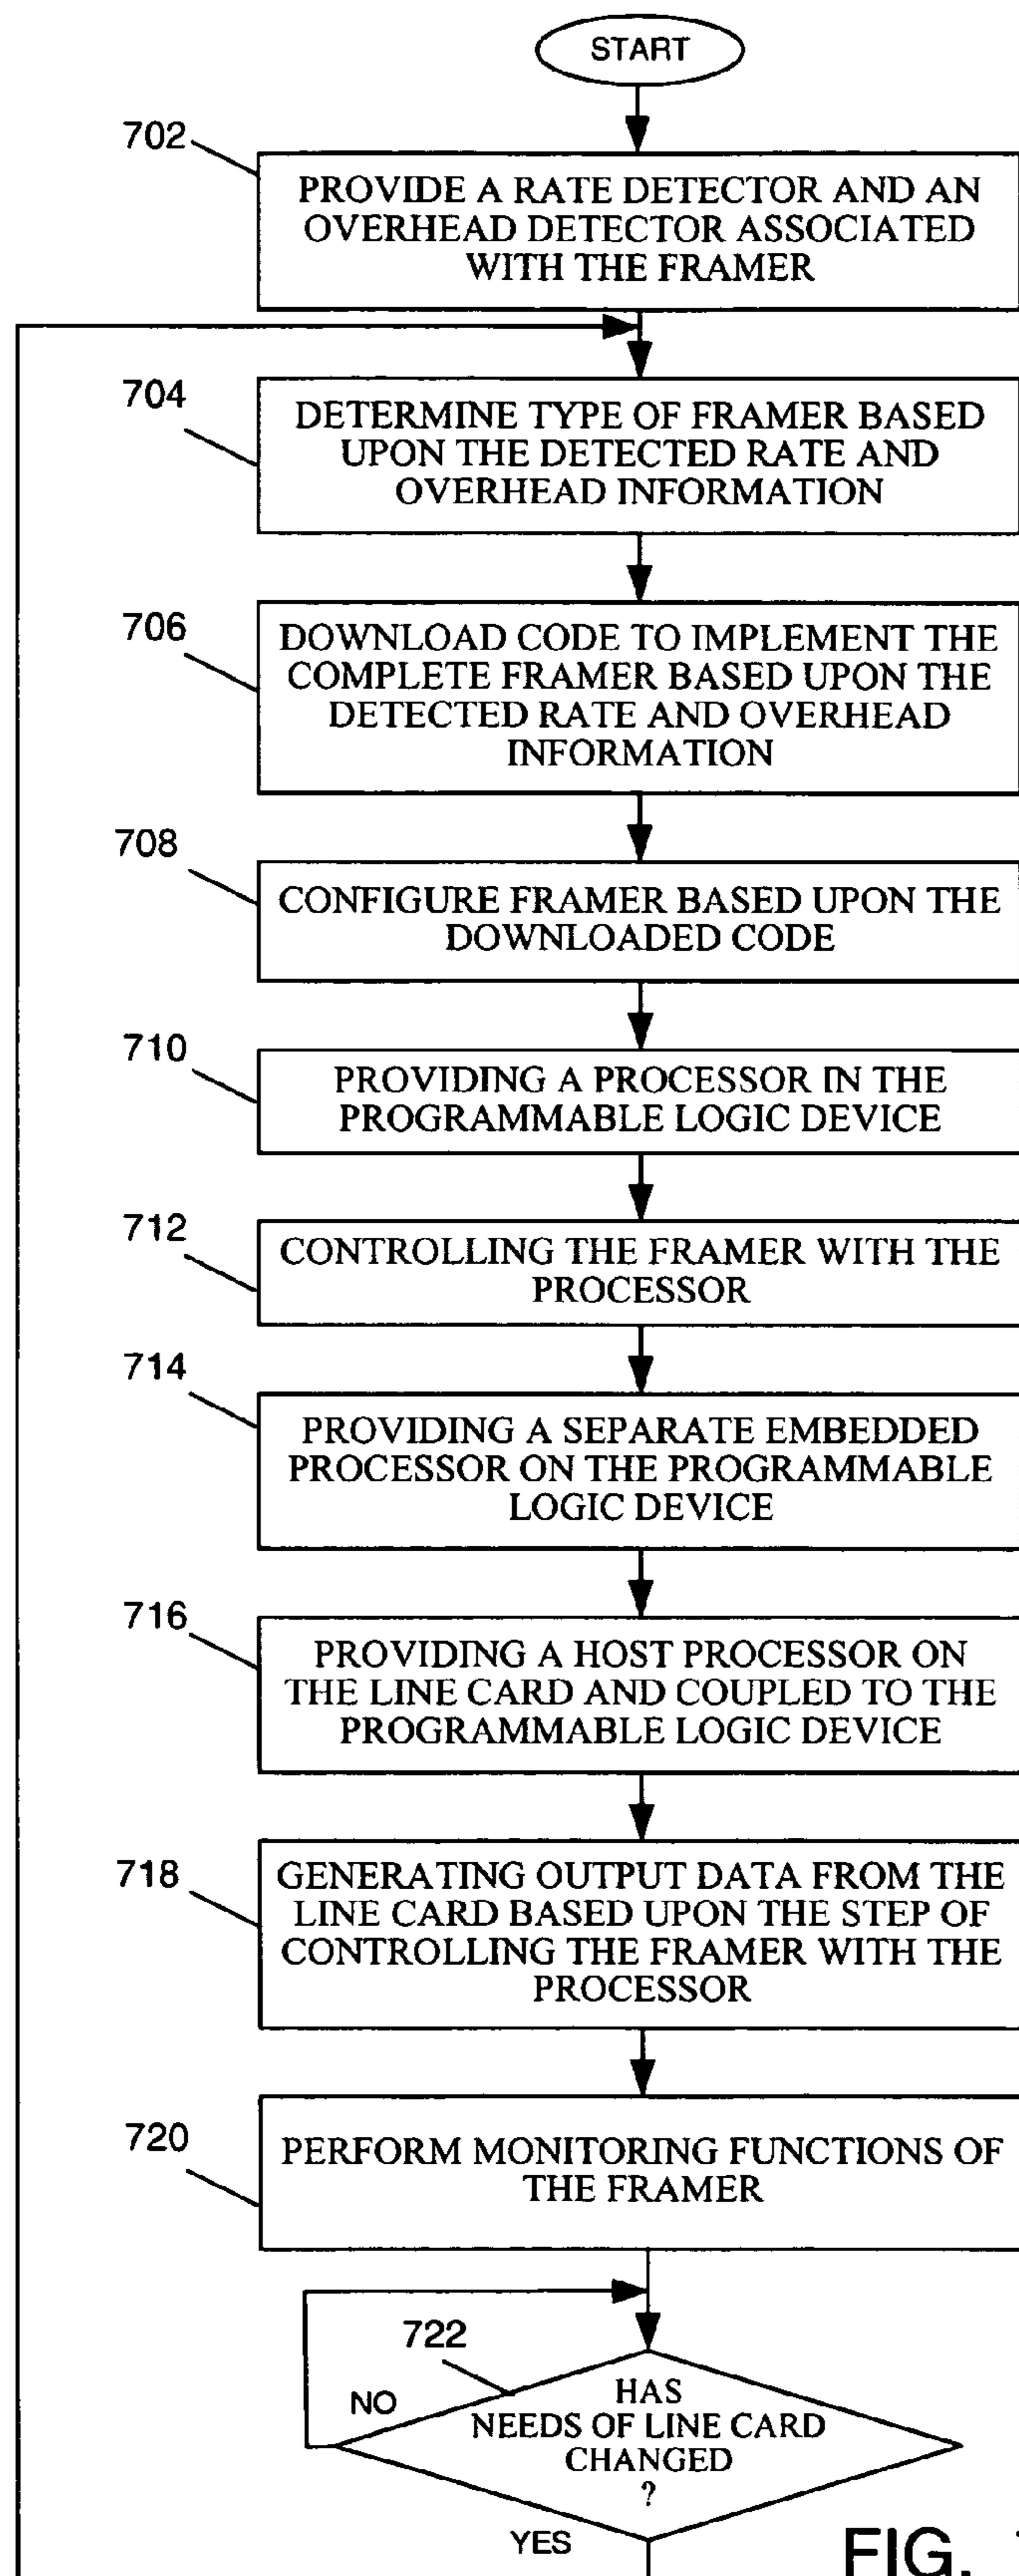 START
702
PROVIDE A RATE DETECTOR AND AN
OVERHEAD DETECTOR ASSOCIATED
WITH THE FRAMER
704
DETERMINE TYPE OF FRAMER BASED
UPON THE DETECTED RATE AND
OVERHEAD INFORMATION
706
DOWNLOAD CODE TO IMPLEMENT THE
COMPLETE FRAMER BASED UPON THE
DETECTED RATE AND OVERHEAD
INFORMATION
708
CONFIGURE FRAMER BASED UPON THE
DOWNLOADED CODE
710
PROVIDING A PROCESSOR IN THE
PROGRAMMABLE LOGIC DEVICE
712
CONTROLLING THE FRAMER WITH THE
PROCESSOR
714
PROVIDING A SEPARATE EMBEDDED
PROCESSOR ON THE PROGRAMMABLE
LOGIC DEVICE
716
PROVIDING A HOST PROCESSOR ON
THE LINE CARD AND COUPLED TO THE
PROGRAMMABLE LOGIC DEVICE
718
GENERATING OUTPUT DATA FROM THE
LINE CARD BASED UPON THE STEP OF
CONTROLLING THE FRAMER WITH THE
PROCESSOR
720
PERFORM MONITORING FUNCTIONS OF
THE FRAMER
722
NO
HAS
NEEDS OF LINE CARD
CHANGED
?
YES
FIG.